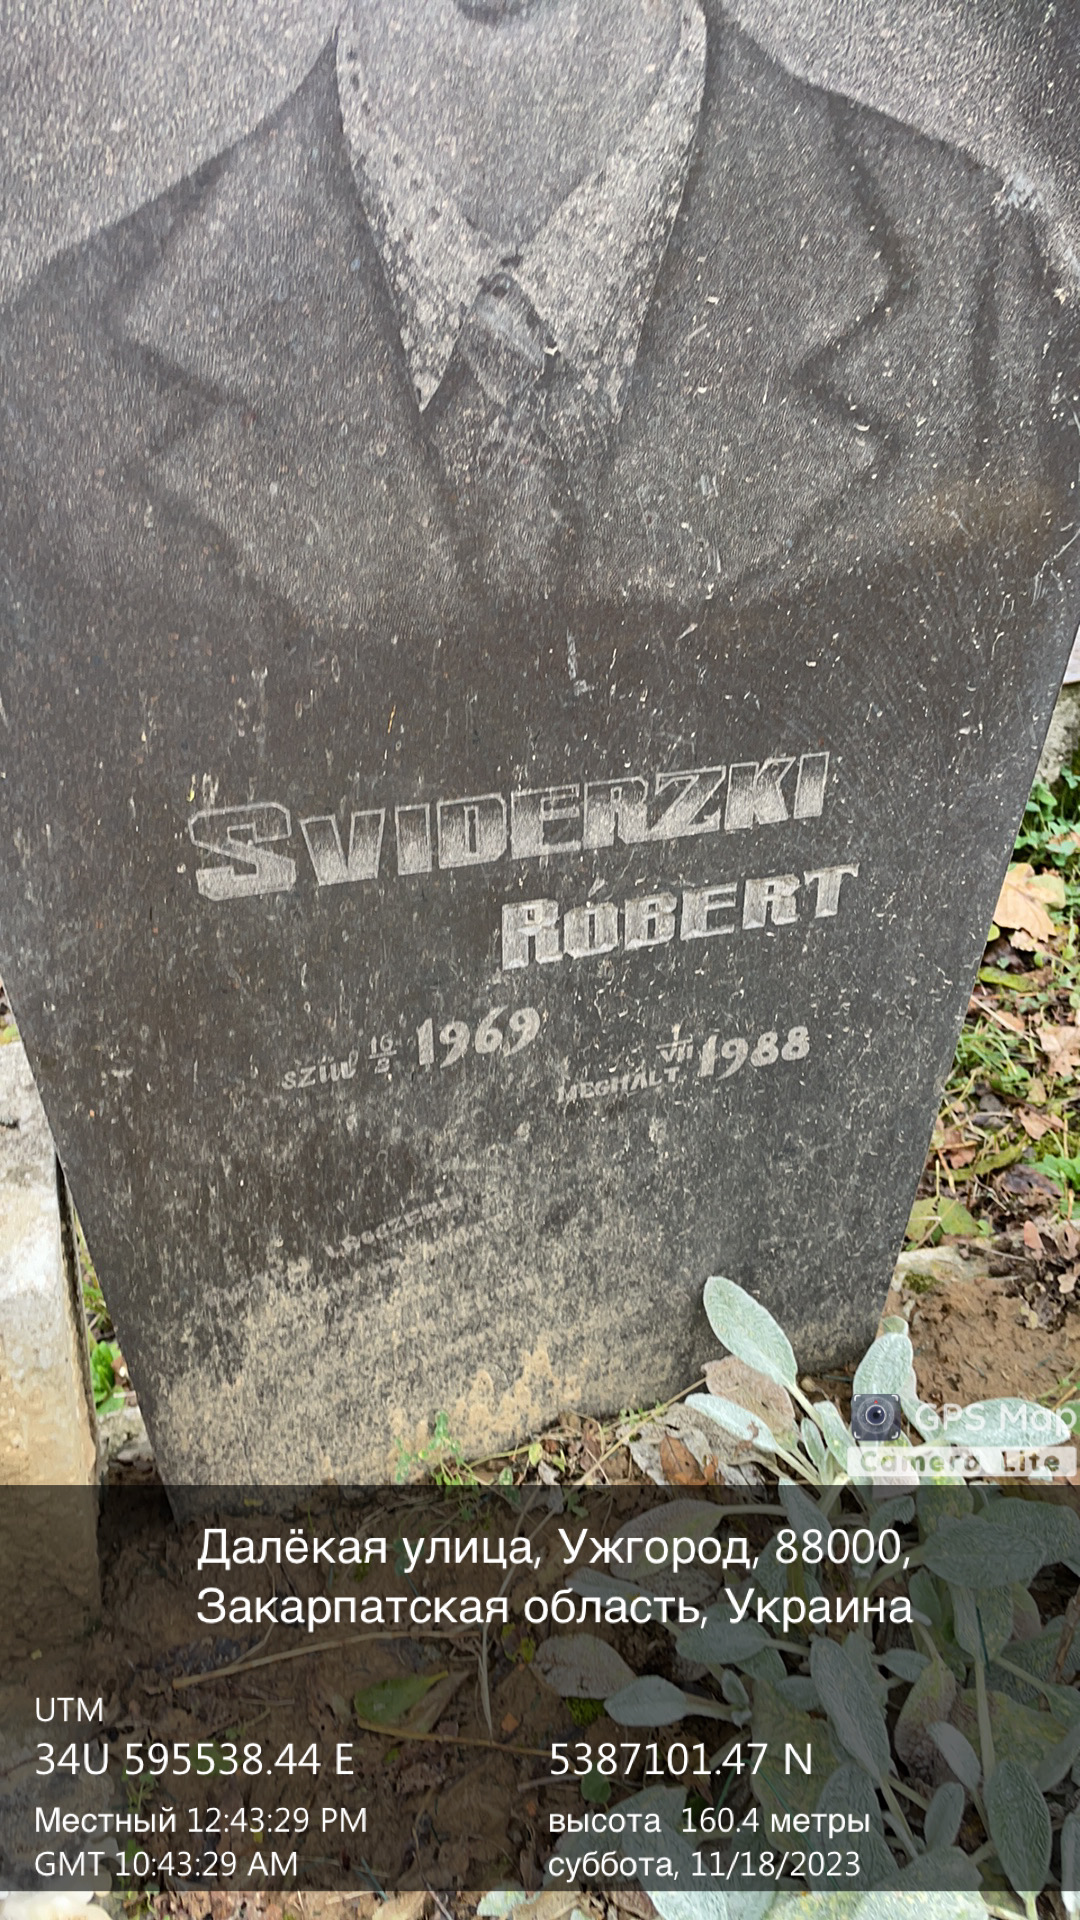 SVIDERZKI
RÓBERT
SZÜL 16 1969
MEGHALT I VII 1988
GPS Map
Camera Lite
Далёкая улица, Ужгород, 88000,
Закарпатская область, Украина
UTM
34U 595538.44 E 5387101.47 N
Местный 12:43:29 PM высота 160.4 метры
GMT 10:43:29 AM суббота, 11/18/2023